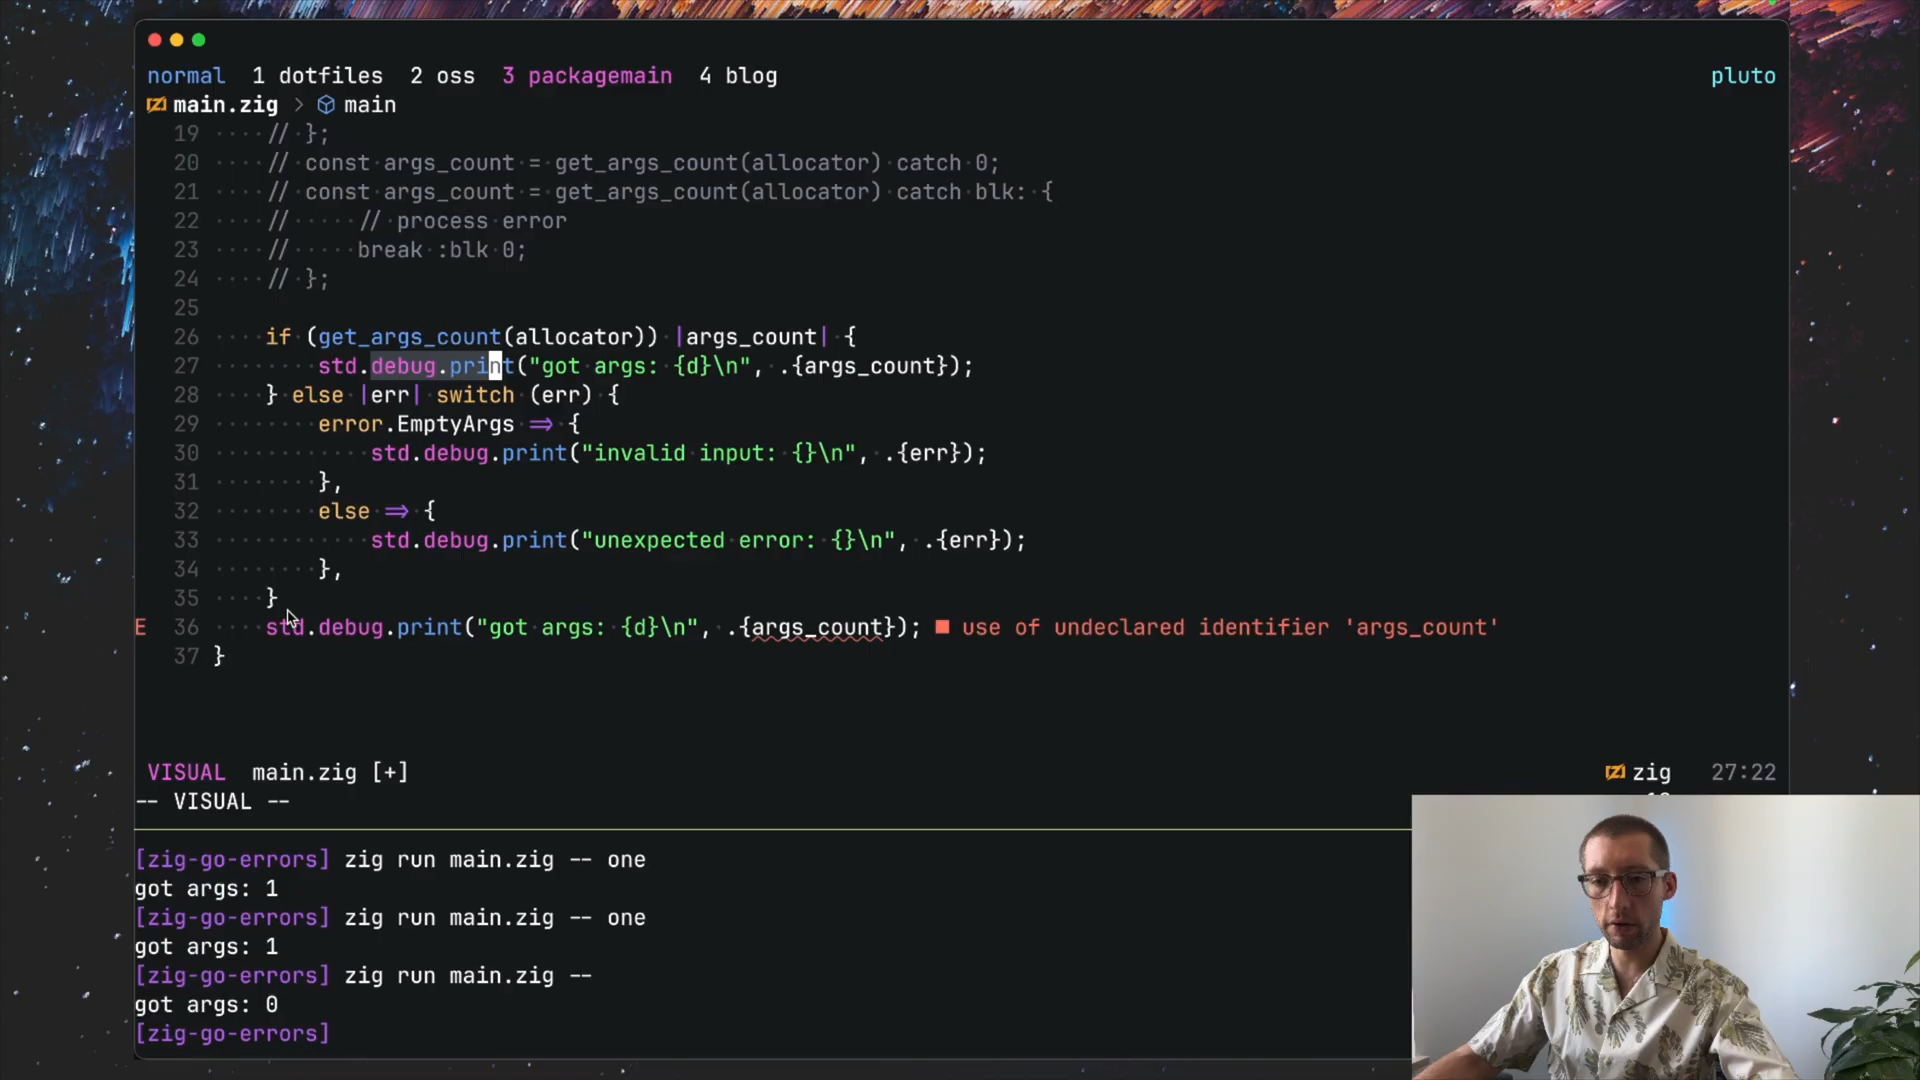 normal 1 dotfiles 2 oss 3 packagemain 4 blog pluto
main.zig > main
19 // };
20 // const args_count = get_args_count(allocator) catch 0;
21 // const args_count = get_args_count(allocator) catch blk: {
22 // // process error
23 // break :blk 0;
24 // };
25
26 if (get_args_count(allocator)) |args_count| {
27 std.debug.print("got args: {d}\n", .{args_count});
28 } else |err| switch (err) {
29 error.EmptyArgs => {
30 std.debug.print("invalid input: {}\n", .{err});
31 },
32 else => {
33 std.debug.print("unexpected error: {}\n", .{err});
34 },
35 }
E 36 std.debug.print("got args: {d}\n", .{args_count}); ■ use of undeclared identifier 'args_count'
37 }
VISUAL main.zig [+] zig 27:22
-- VISUAL --
[zig-go-errors] zig run main.zig -- one
got args: 1
[zig-go-errors] zig run main.zig -- one
got args: 1
[zig-go-errors] zig run main.zig --
got args: 0
[zig-go-errors]